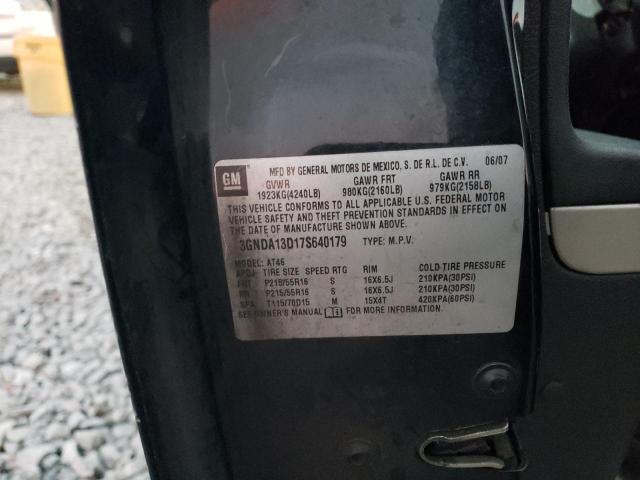 GM
MFD BY GENERAL MOTORS DE MEXICO, S. DE R.L. DE C.V. 06/07
GVWR GAWR FRT GAWR RR
1923KG(4240LB) 980KG(2160LB) 979KG(2158LB)
THIS VEHICLE CONFORMS TO ALL APPLICABLE U.S. FEDERAL MOTOR
VEHICLE SAFETY AND THEFT PREVENTION STANDARDS IN EFFECT ON
THE DATE OF MANUFACTURE SHOWN ABOVE.
3GNDA13D17S640179 TYPE: M.P.V.
MODEL: AT46
TIRE SIZE SPEED RTG RIM COLD TIRE PRESSURE
FRT P215/55R16 S 16X6.5J 210KPA(30PSI)
RR P215/55R16 S 16X6.5J 210KPA(30PSI)
SPA T115/70D15 M 15X4T 420KPA(60PSI)
SEE OWNER'S MANUAL FOR MORE INFORMATION.